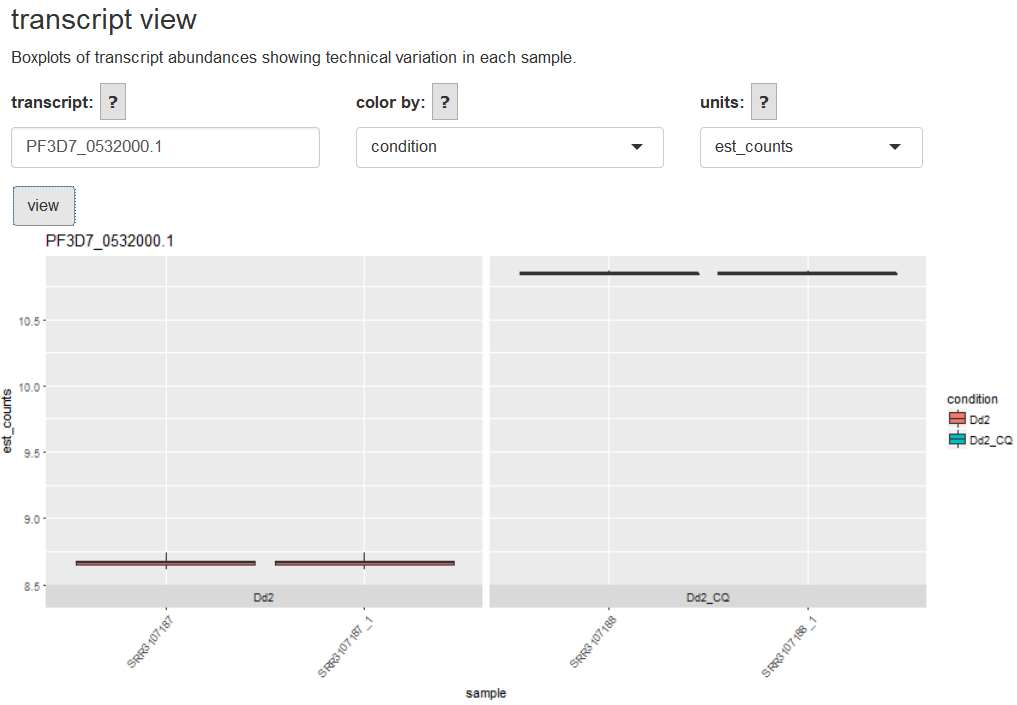 transcript view
Boxplots of transcript abundances showing technical variation in each sample.
transcript: ? color by: ? units: ?
PF3D7_0532000.1 condition est_counts
view
PF3D7_0532000.1
10.5
10.0
9.5
9.0
8.5
est_counts
condition
Dd2
Dd2_CQ
Dd2 Dd2_CQ
SRR3107187 SRR3107187_1 SRR3107188 SRR3107188_1
sample